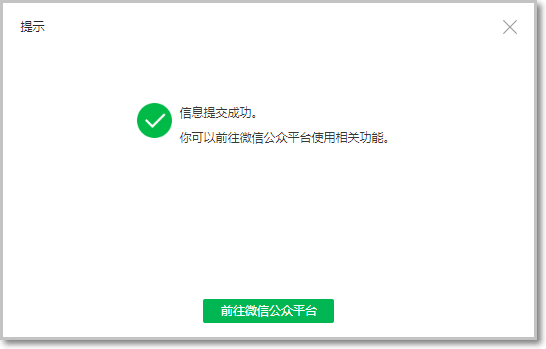 提示
信息提交成功。
你可以前往微信公众平台使用相关功能。
前往微信公众平台